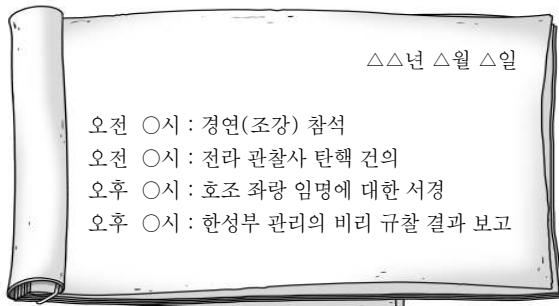 △△년 △월 △일
오전 ○시 : 경연(조강) 참석
오전 ○시 : 전라 관찰사 탄핵 건의
오후 ○시 : 호조 좌랑 임명에 대한 서경
오후 ○시 : 한성부 관리의 비리 규찰 결과 보고